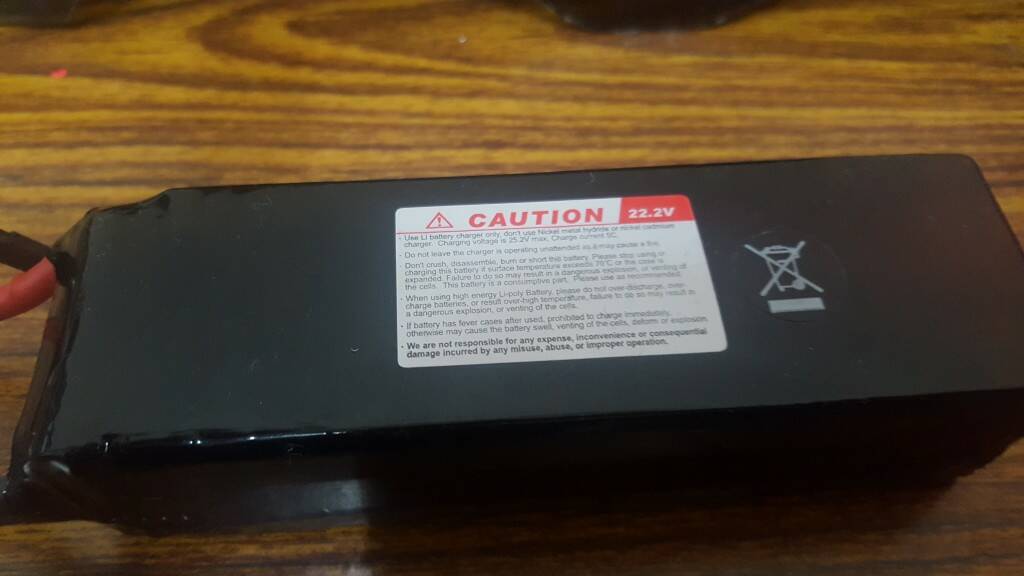 CAUTION 22.2V
· Use Li battery charger only, don't use Nickel metal hydride or nickel cadmium
charger. Charging voltage is 25.2V max, Charge current 5C.
· Do not leave the charger is operating unattended as it may cause a fire.
· Don't crush, disassemble, burn or short this battery. Please stop using or
charging this battery if surface temperature exceeds 70°C or the case is
expanded. Failure to do so may result in a dangerous explosion, or venting of
the cells. This battery is a consumptive part. Please use as recommended.
· When using high energy Li-poly Battery, please do not over-discharge, over-
charge batteries, or result over-high temperature, failure to do so may result in
a dangerous explosion, or venting of the cells.
· If battery has fever cases after used, prohibited to charge immediately,
otherwise may cause the battery swell, venting of the cells, deform or explosion.
· We are not responsible for any expense, inconvenience or consequential
damage incurred by any misuse, abuse, or improper operation.